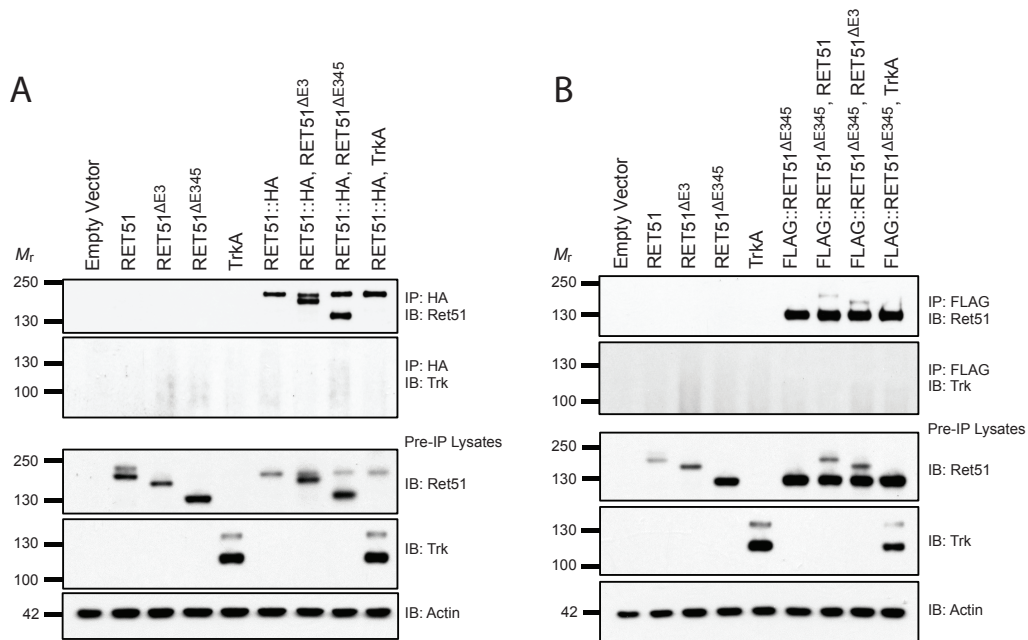 A
Empty Vector
RET51
RET51ΔE3
RET51ΔE345
TrkA
RET51::HA
RET51::HA, RET51ΔE3
RET51::HA, RET51ΔE345
RET51::HA, TrkA
Mr
250
130
IP: HA
IB: Ret51
130
100
IP: HA
IB: Trk
Pre-IP Lysates
250
130
IB: Ret51
130
100
IB: Trk
42
IB: Actin
B
Empty Vector
RET51
RET51ΔE3
RET51ΔE345
TrkA
FLAG::RET51ΔE345
FLAG::RET51ΔE345, RET51
FLAG::RET51ΔE345, RET51ΔE3
FLAG::RET51ΔE345, TrkA
Mr
250
130
IP: FLAG
IB: Ret51
130
100
IP: FLAG
IB: Trk
Pre-IP Lysates
250
130
IB: Ret51
130
100
IB: Trk
42
IB: Actin